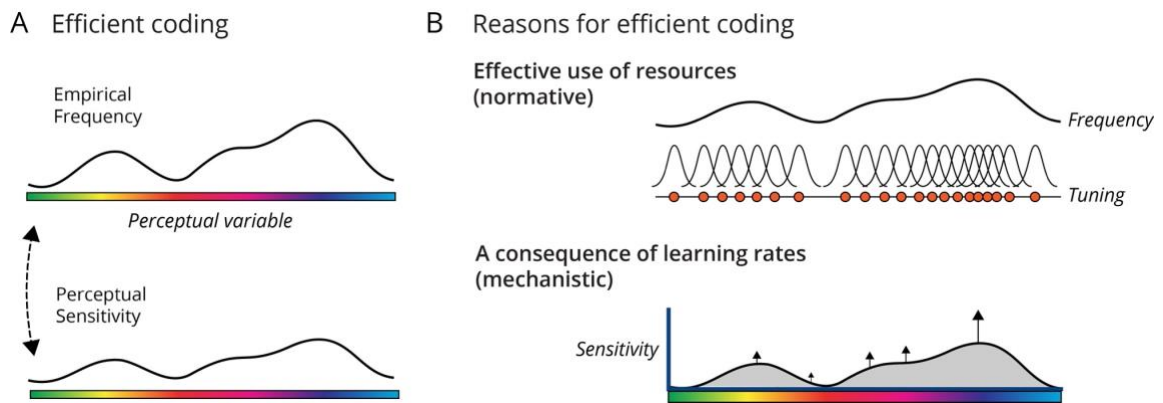 A Efficient coding
Empirical
Frequency
Perceptual variable
Perceptual
Sensitivity
B Reasons for efficient coding
Effective use of resources
(normative)
Frequency
Tuning
A consequence of learning rates
(mechanistic)
Sensitivity